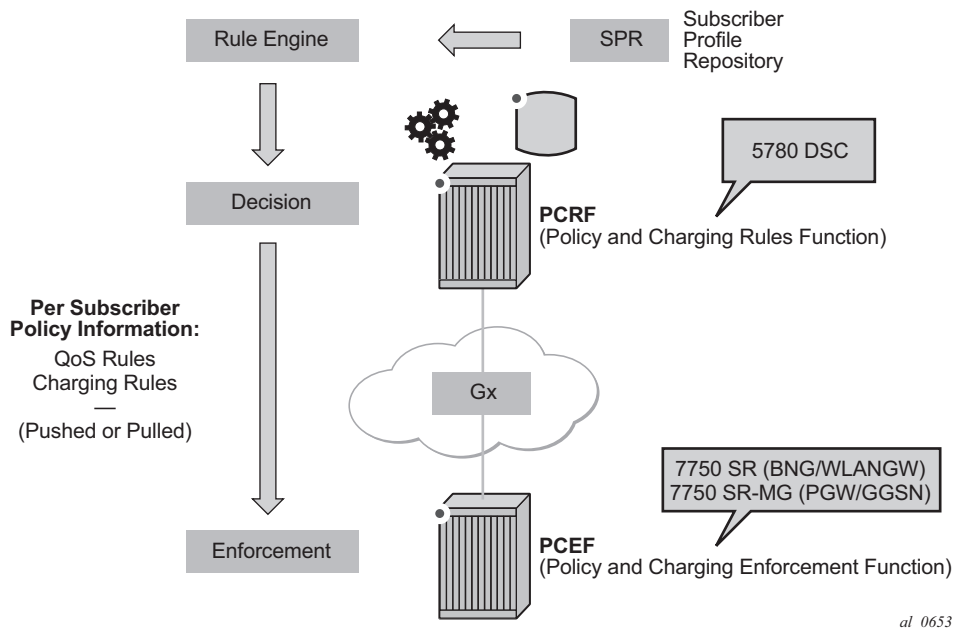 Rule Engine
SPR
Subscriber
Profile
Repository
5780 DSC
Decision
PCRF
(Policy and Charging Rules Function)
Per Subscriber
Policy Information:
QoS Rules
Charging Rules
—
(Pushed or Pulled)
Gx
7750 SR (BNG/WLANGW)
7750 SR-MG (PGW/GGSN)
Enforcement
PCEF
(Policy and Charging Enforcement Function)
al_0653